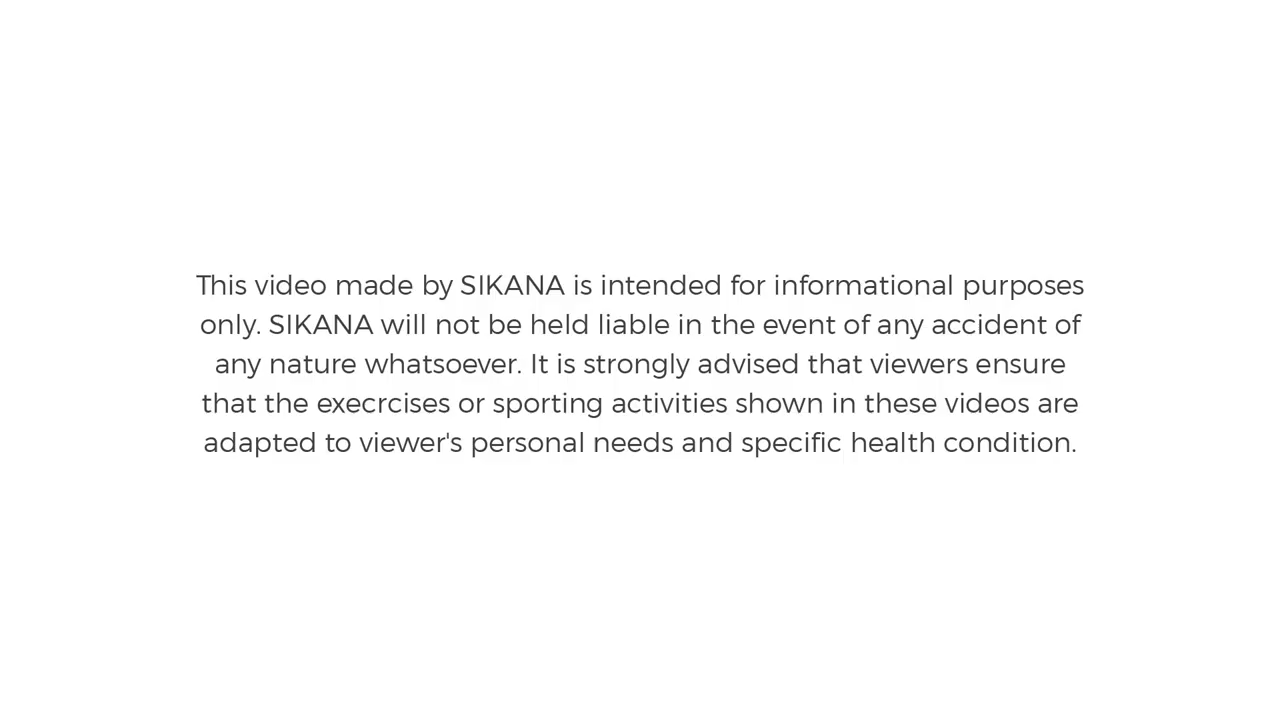 This video made by SIKANA is intended for informational purposes
only. SIKANA will not be held liable in the event of any accident of
any nature whatsoever. It is strongly advised that viewers ensure
that the execrcises or sporting activities shown in these videos are
adapted to viewer's personal needs and specific health condition.